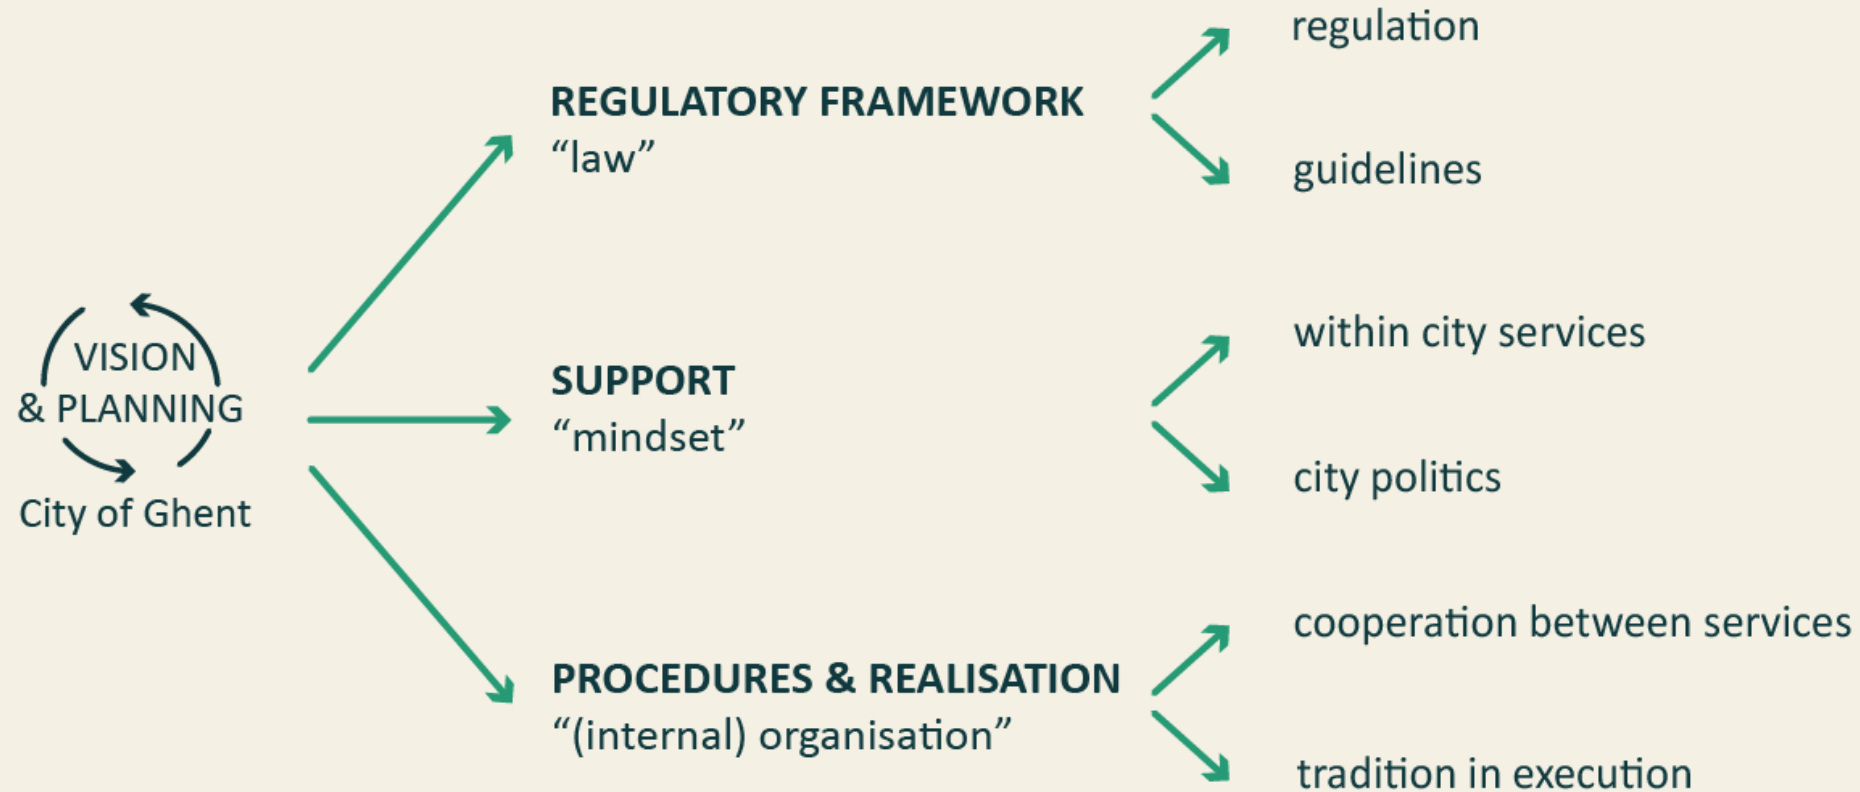 VISION
& PLANNING
City of Ghent
REGULATORY FRAMEWORK
“law”
regulation
guidelines
SUPPORT
“mindset”
within city services
city politics
PROCEDURES & REALISATION
“(internal) organisation”
cooperation between services
tradition in execution